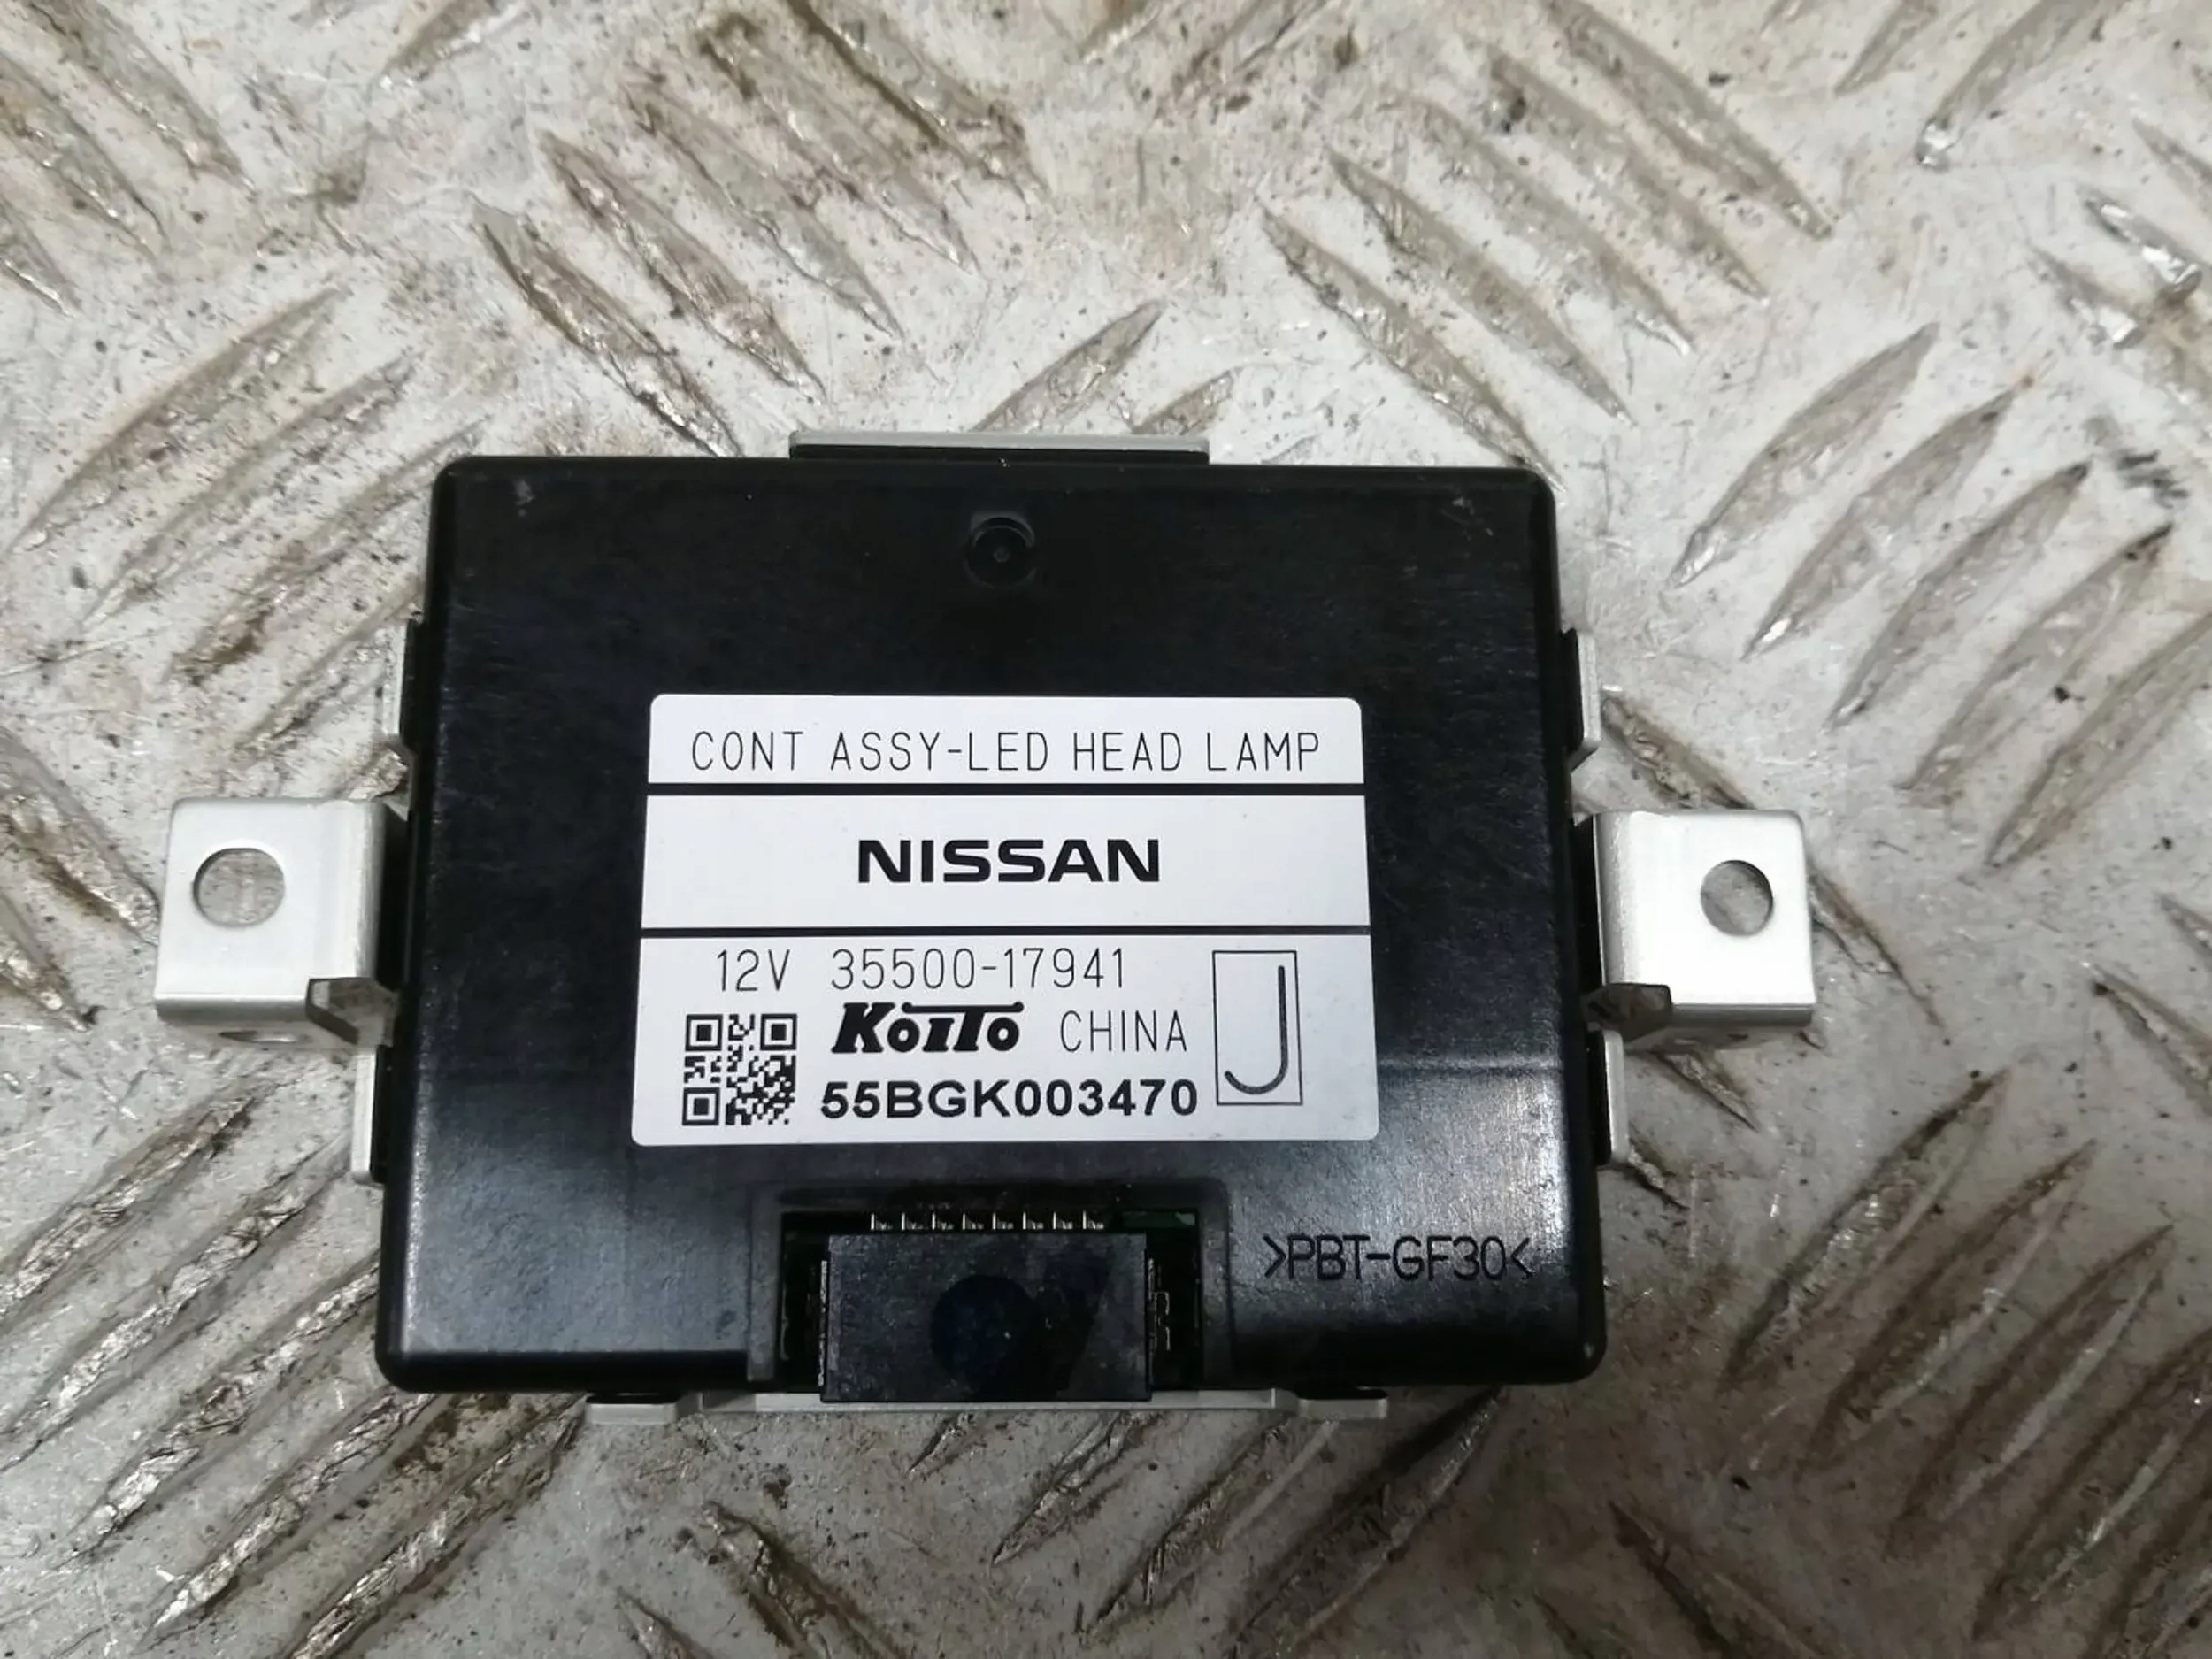 CONT ASSY-LED HEAD LAMP
NISSAN
12V 35500-17941
KOITO CHINA
55BGK003470
J
>PBT-GF30<